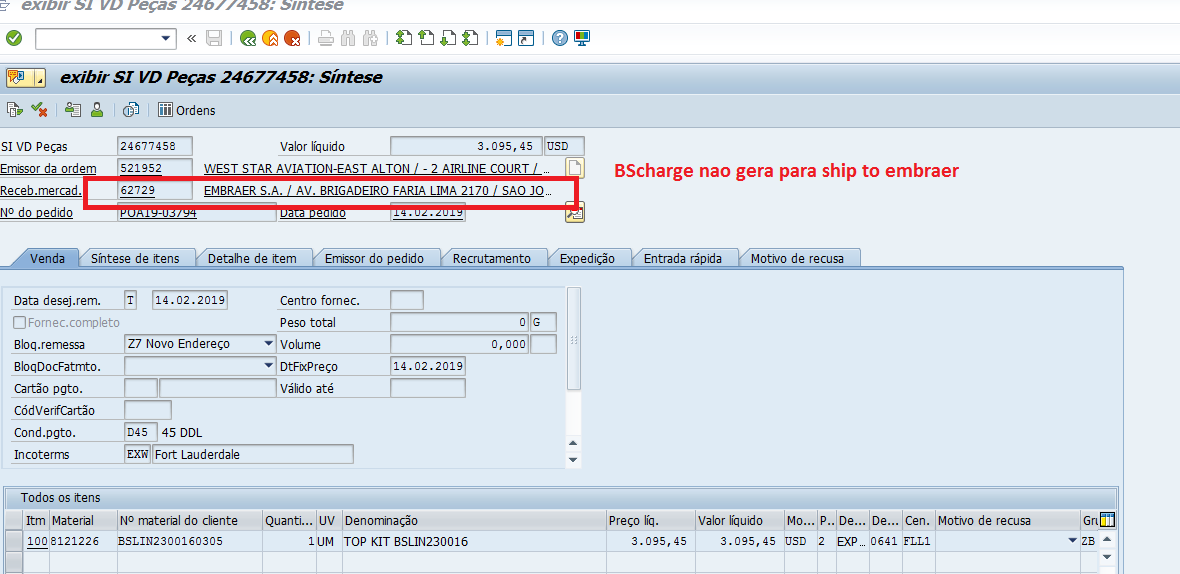 exibir SI VD Peças 24677458: Síntese
exibir SI VD Peças 24677458: Síntese
Ordens
SI VD Peças 24677458 Valor líquido 3.095,45 USD
Emissor da ordem 521952 WEST STAR AVIATION-EAST ALTON / - 2 AIRLINE COURT / ...
BScharge nao gera para ship to embraer
Receb.mercad. 62729 EMBRAER S.A. / AV. BRIGADEIRO FARIA LIMA 2170 / SAO JO...
Nº do pedido POA19-03794 Data pedido 14.02.2019
Venda Síntese de itens Detalhe de item Emissor do pedido Recrutamento Expedição Entrada rápida Motivo de recusa
Data desej.rem. T 14.02.2019 Centro fornec.
Fornec.completo Peso total 0 G
Bloq.remessa Z7 Novo Endereço Volume 0,000
BloqDocFatmto. DtFixPreço 14.02.2019
Cartão pgto. Válido até
CódVerifCartão
Cond.pgto. D45 45 DDL
Incoterms EXW Fort Lauderdale
Todos os itens
Itm Material Nº material do cliente Quanti... UV Denominação Preço líq. Valor líquido Mo... P.. De... De... Cen. Motivo de recusa Gru
100 8121226 BSLIN2300160305 1 UM TOP KIT BSLIN230016 3.095,45 3.095,45 USD 2 EXP... 0641 FLL1 ZB